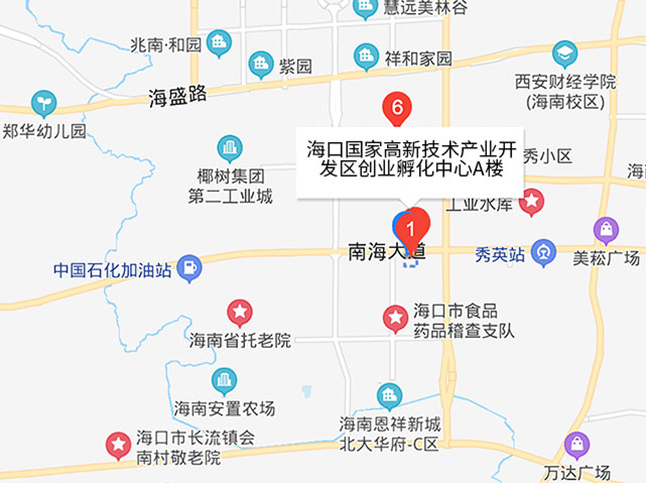 慧远美林谷
兆南·和园
紫园
祥和家园
西安财经学院
(海南校区)
海盛路
郑华幼儿园
6
海口国家高新技术产业开
发区创业孵化中心A楼
秀小区
椰树集团
第二工业城
海南
工业水库
1
南海大道
秀英站
美菘广场
中国石化加油站
海口市食品
药品稽查支队
海南省托老院
海南安置农场
海南恩祥新城
北大华府-C区
海口市长流镇会
南村敬老院
万达广场